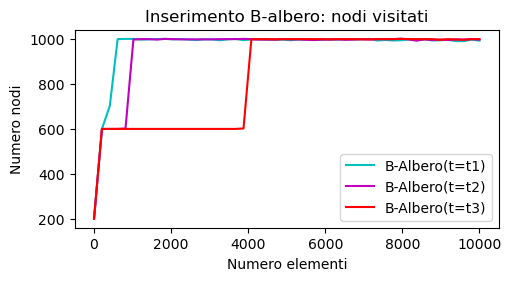 Inserimento B-albero: nodi visitati
Numero nodi
1000
800
600
400
200
B-Albero(t=t1)
B-Albero(t=t2)
B-Albero(t=t3)
0 2000 4000 6000 8000 10000
Numero elementi